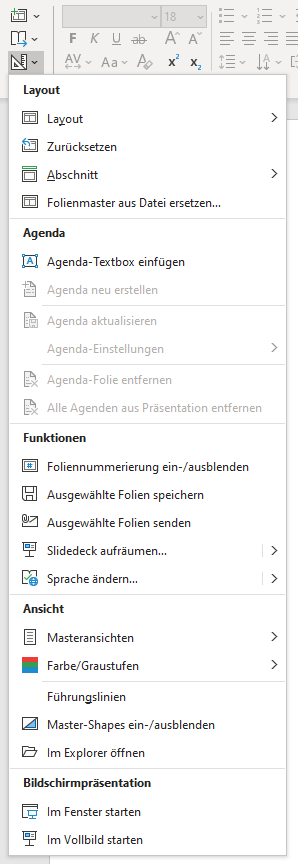 18
F K U ab A A
AV Aa A x² x₂
A
Layout
Layout
Zurücksetzen
Abschnitt
Folienmaster aus Datei ersetzen...
Agenda
Agenda-Textbox einfügen
Agenda neu erstellen
Agenda aktualisieren
Agenda-Einstellungen
Agenda-Folie entfernen
Alle Agenden aus Präsentation entfernen
Funktionen
Foliennummerierung ein-/ausblenden
Ausgewählte Folien speichern
Ausgewählte Folien senden
Slidedeck aufräumen...
Sprache ändern...
Ansicht
Masteransichten
Farbe/Graustufen
Führungslinien
Master-Shapes ein-/ausblenden
Im Explorer öffnen
Bildschirmpräsentation
Im Fenster starten
Im Vollbild starten